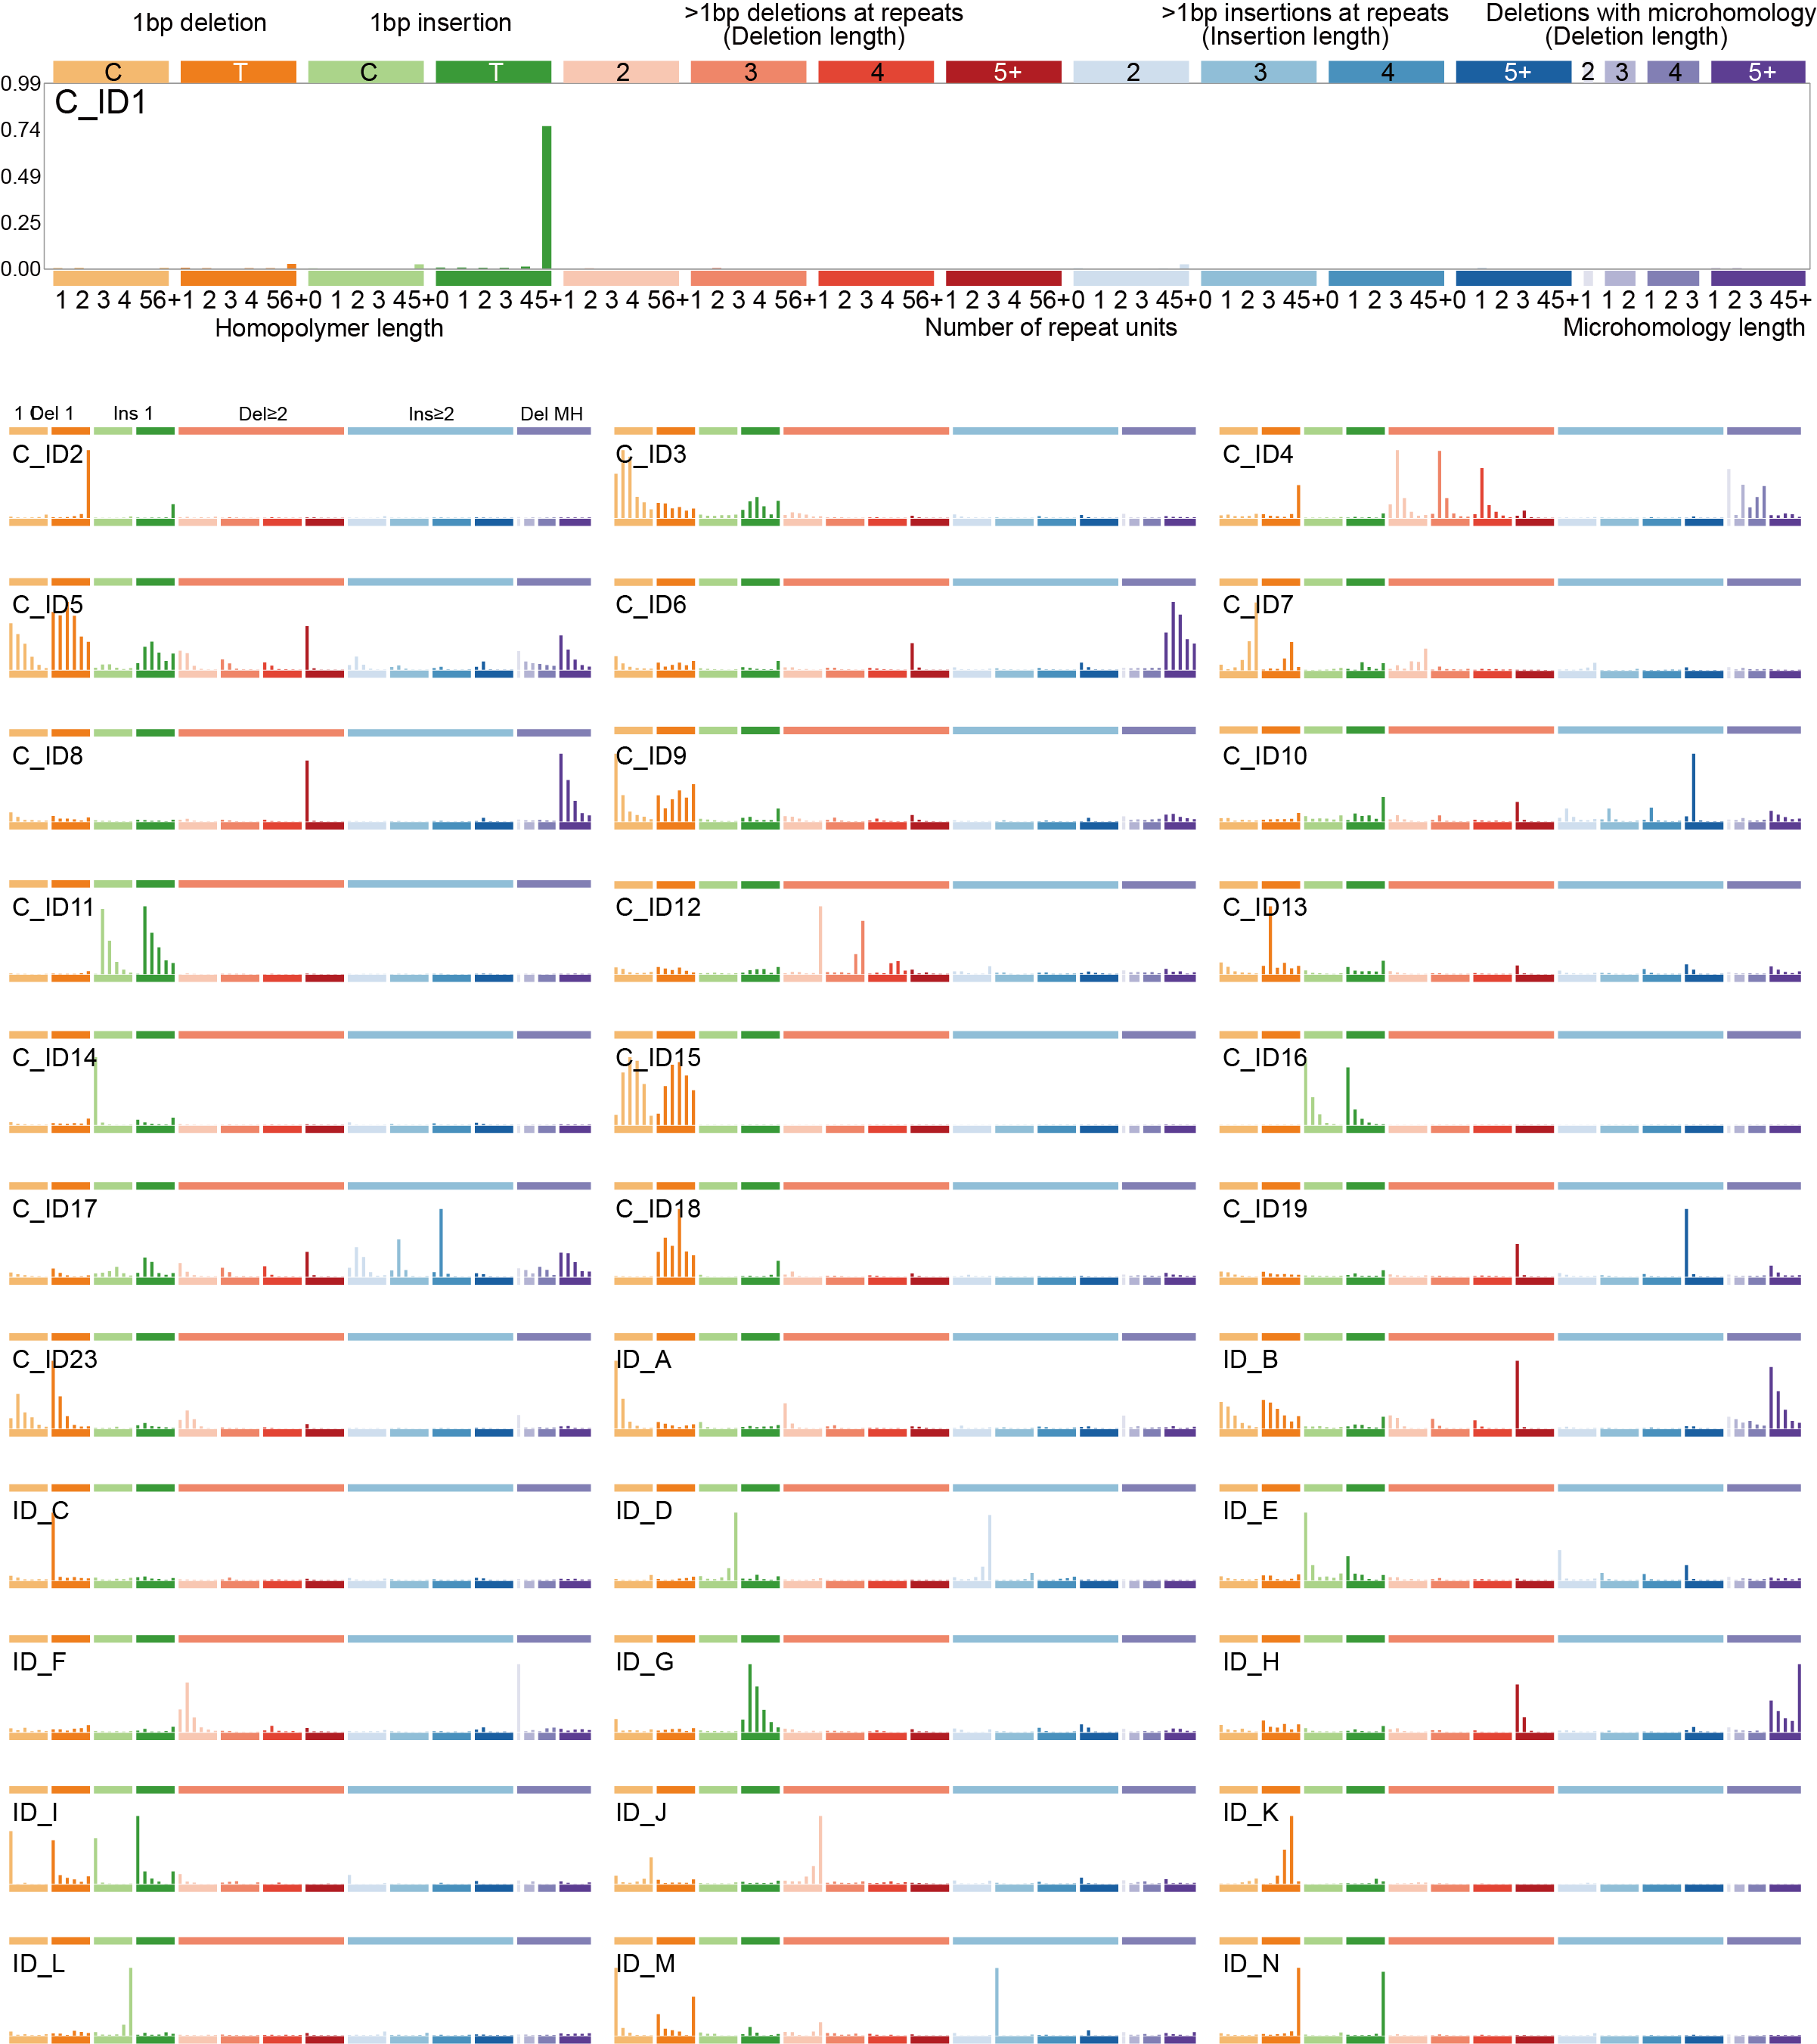 1bp deletion 1bp insertion >1bp deletions at repeats >1bp insertions at repeats Deletions with microhomology
(Deletion length) (Insertion length) (Deletion length)
C T C T 2 3 4 5+ 2 3 4 5+ 2 3 4 5+
0.99
C_ID1
0.74
0.49
0.25
0.00
1 2 3 4 56+1 2 3 4 56+0 1 2 3 45+0 1 2 3 45+1 2 3 4 56+1 2 3 4 56+1 2 3 4 56+1 2 3 4 56+0 1 2 3 45+0 1 2 3 45+0 1 2 3 45+0 1 2 3 45+1 1 2 1 2 3 1 2 3 45+
Homopolymer length Number of repeat units Microhomology length
Del 1 Ins 1 Del≥2 Ins≥2 Del MH
C_ID2 C_ID3 C_ID4
C_ID5 C_ID6 C_ID7
C_ID8 C_ID9 C_ID10
C_ID11 C_ID12 C_ID13
C_ID14 C_ID15 C_ID16
C_ID17 C_ID18 C_ID19
C_ID23 ID_A ID_B
ID_C ID_D ID_E
ID_F ID_G ID_H
ID_I ID_J ID_K
ID_L ID_M ID_N